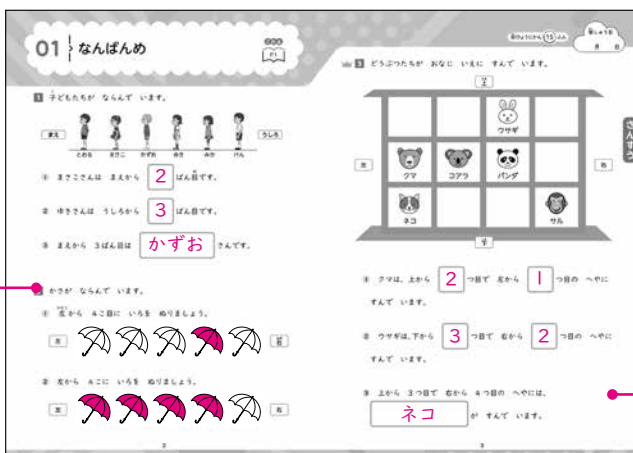 01 なんばんめ
P1
1 子どもたちが ならんで います。
まえ
うしろ
とおる まさこ かずお ゆき みか けん
① まさこさんは まえから 2 ばん目です。
② ゆきさんは うしろから 3 ばん目です。
③ まえから 3ばん目は かずお さんです。
かさが ならんで います。
① 左から 4こ目に いろを ぬりましょう。
左
右
② 左から 4こに いろを ぬりましょう。
左
右
2
15
月 日
3 どうぶつたちが おなじ いえに すんで います。
上
左
右
ウサギ
クマ コアラ パンダ
ネコ サル
下
さんすう
① クマは、上から 2 つ目で 左から 1 つ目の へやに
すんで います。
② ウサギは、下から 3 つ目で 右から 2 つ目の へやに
すんで います。
③ 上から 3つ目で 右から 4つ目の へやには、
ネコ が すんで います。
3